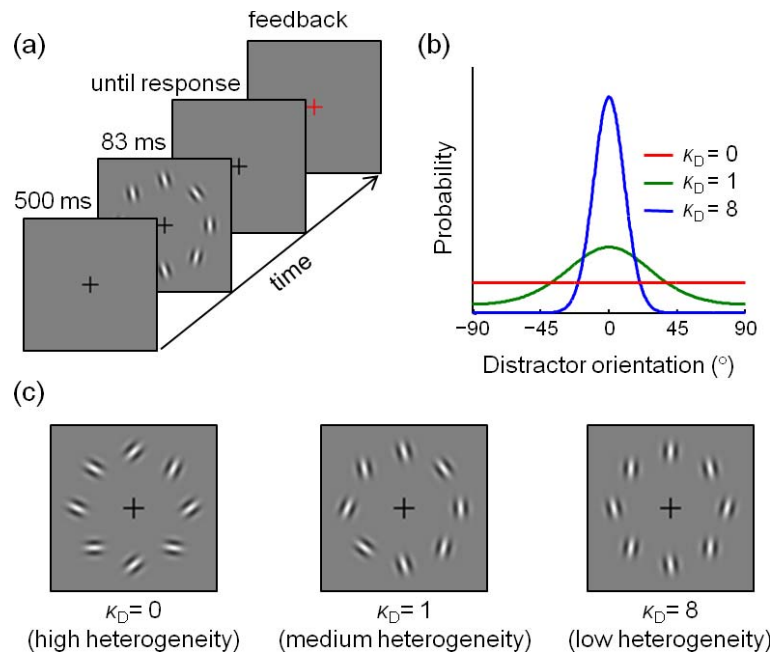 (a)
feedback
until response
83 ms
500 ms
time
(b)
Probability
κD = 0
κD = 1
κD = 8
−90 −45 0 45 90
Distractor orientation (°)
(c)
κD = 0
(high heterogeneity)
κD = 1
(medium heterogeneity)
κD = 8
(low heterogeneity)